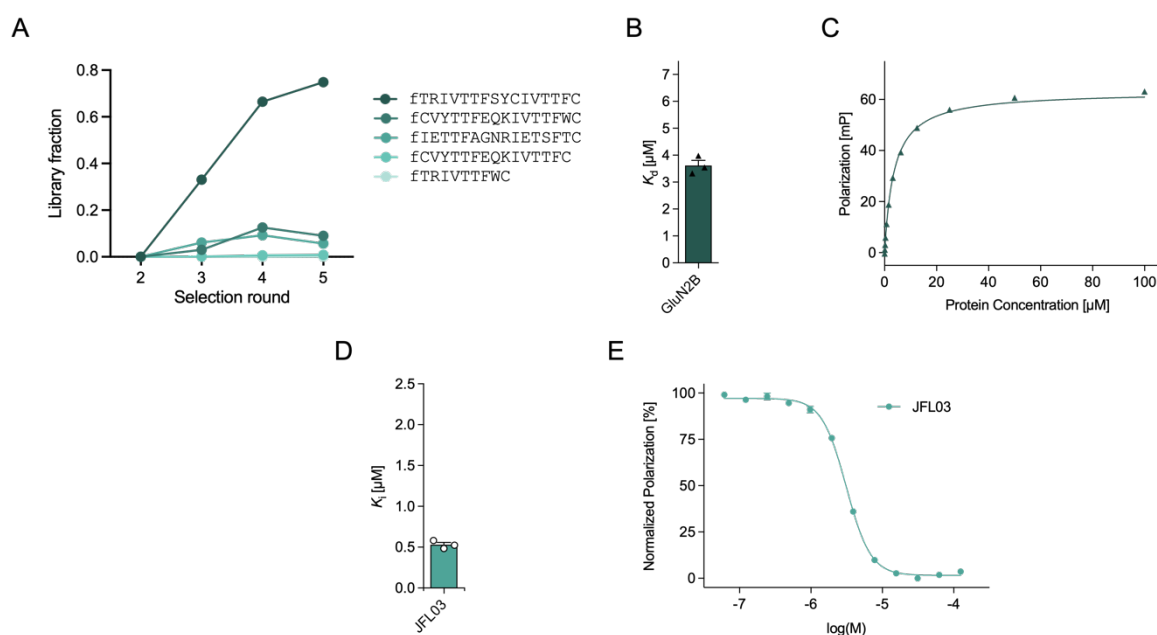 A
Library fraction
0.8
0.6
0.4
0.2
0.0
2 3 4 5
Selection round
fTRIVTTFSYCIVTTFC
fCVYTTFEQKIVTTFWC
fIETTFAGNRIETSFTC
fCVYTTFEQKIVTTFC
fTRIVTTFWC
B
Kd [µM]
7
6
5
4
3
2
1
0
GluN2B
C
Polarization [mP]
60
40
20
0
0 20 40 60 80 100
Protein Concentration [µM]
D
Ki [µM]
2.5
2.0
1.5
1.0
0.5
0.0
JFL03
E
Normalized Polarization [%]
100
75
50
25
0
-7 -6 -5 -4
log(M)
JFL03